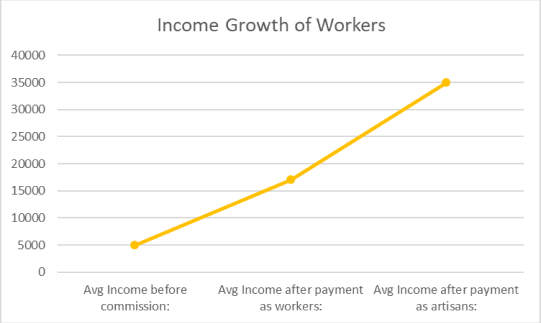 Income Growth of Workers
40000
35000
30000
25000
20000
15000
10000
5000
0
Avg Income before
commission:
Avg Income after payment
as workers:
Avg Income after payment
as artisans: